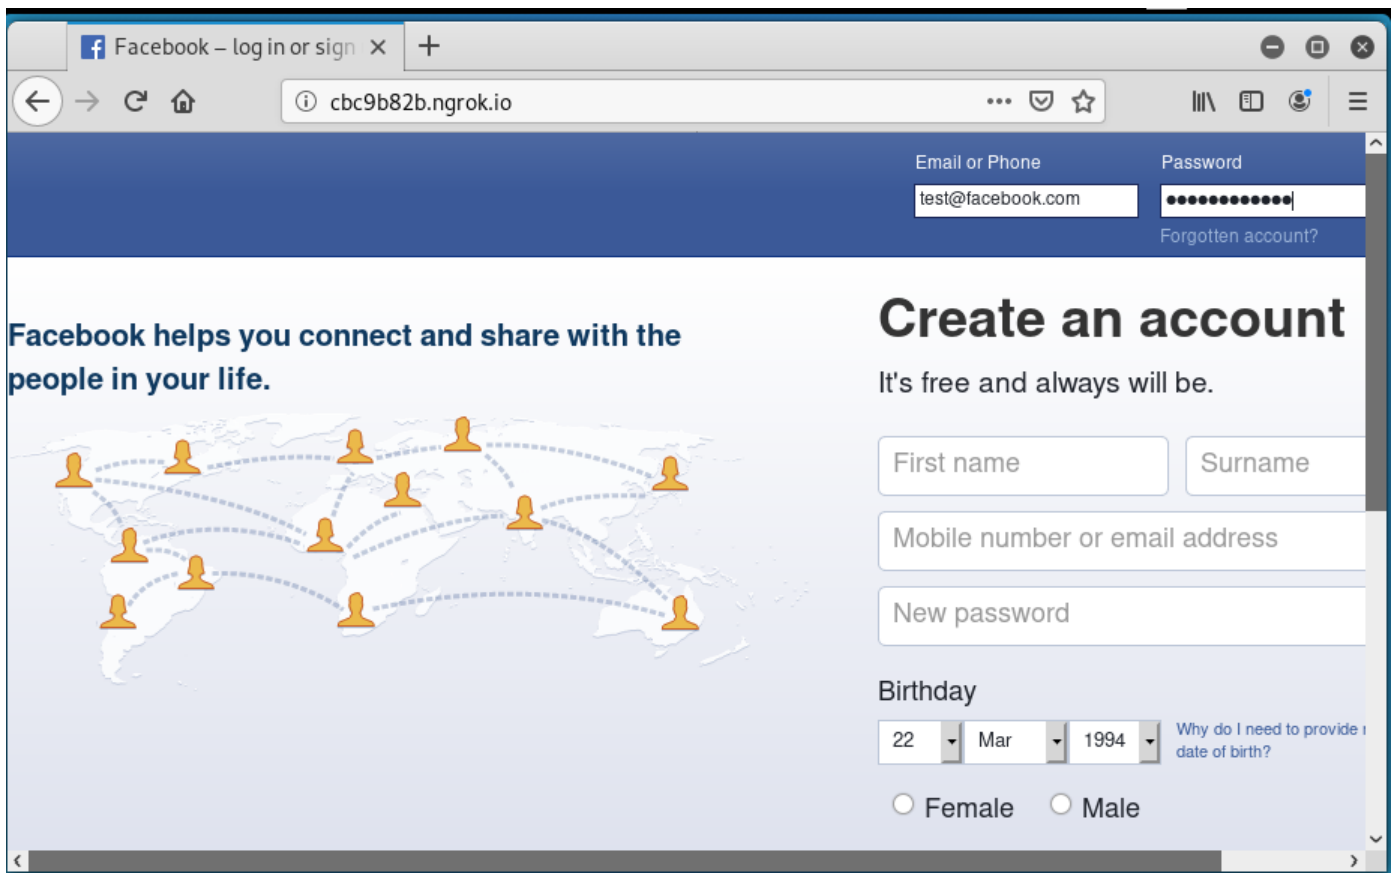 Facebook – log in or sign
cbc9b82b.ngrok.io
Email or Phone
Password
test@facebook.com
••••••••••••
Forgotten account?
Facebook helps you connect and share with the
people in your life.
Create an account
It's free and always will be.
First name
Surname
Mobile number or email address
New password
Birthday
22
Mar
1994
Why do I need to provide
date of birth?
Female
Male